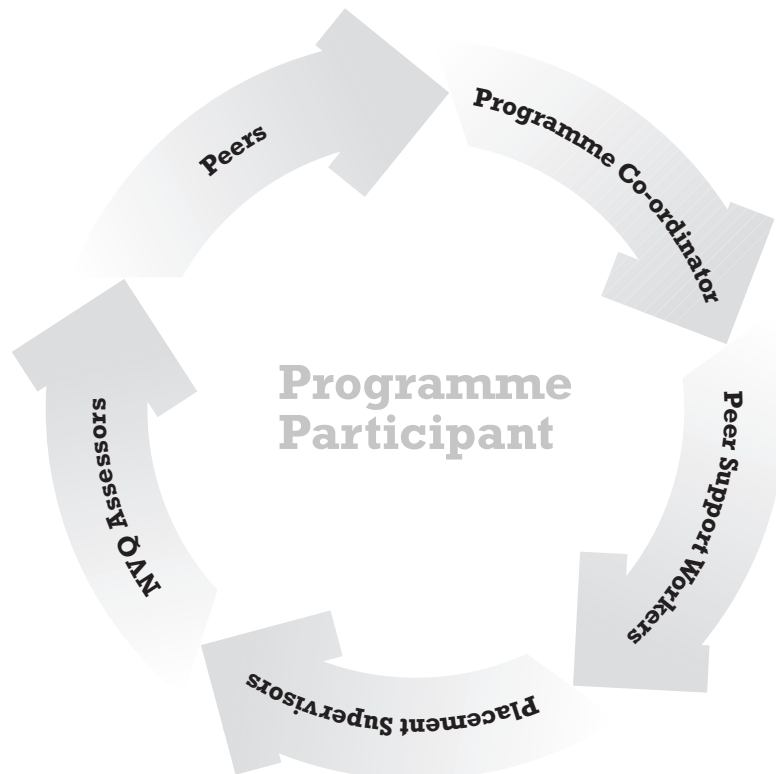 Peers
Programme Co-ordinator
Peer Support Workers
Placement Supervisors
NVQ Assessors
Programme
Participant